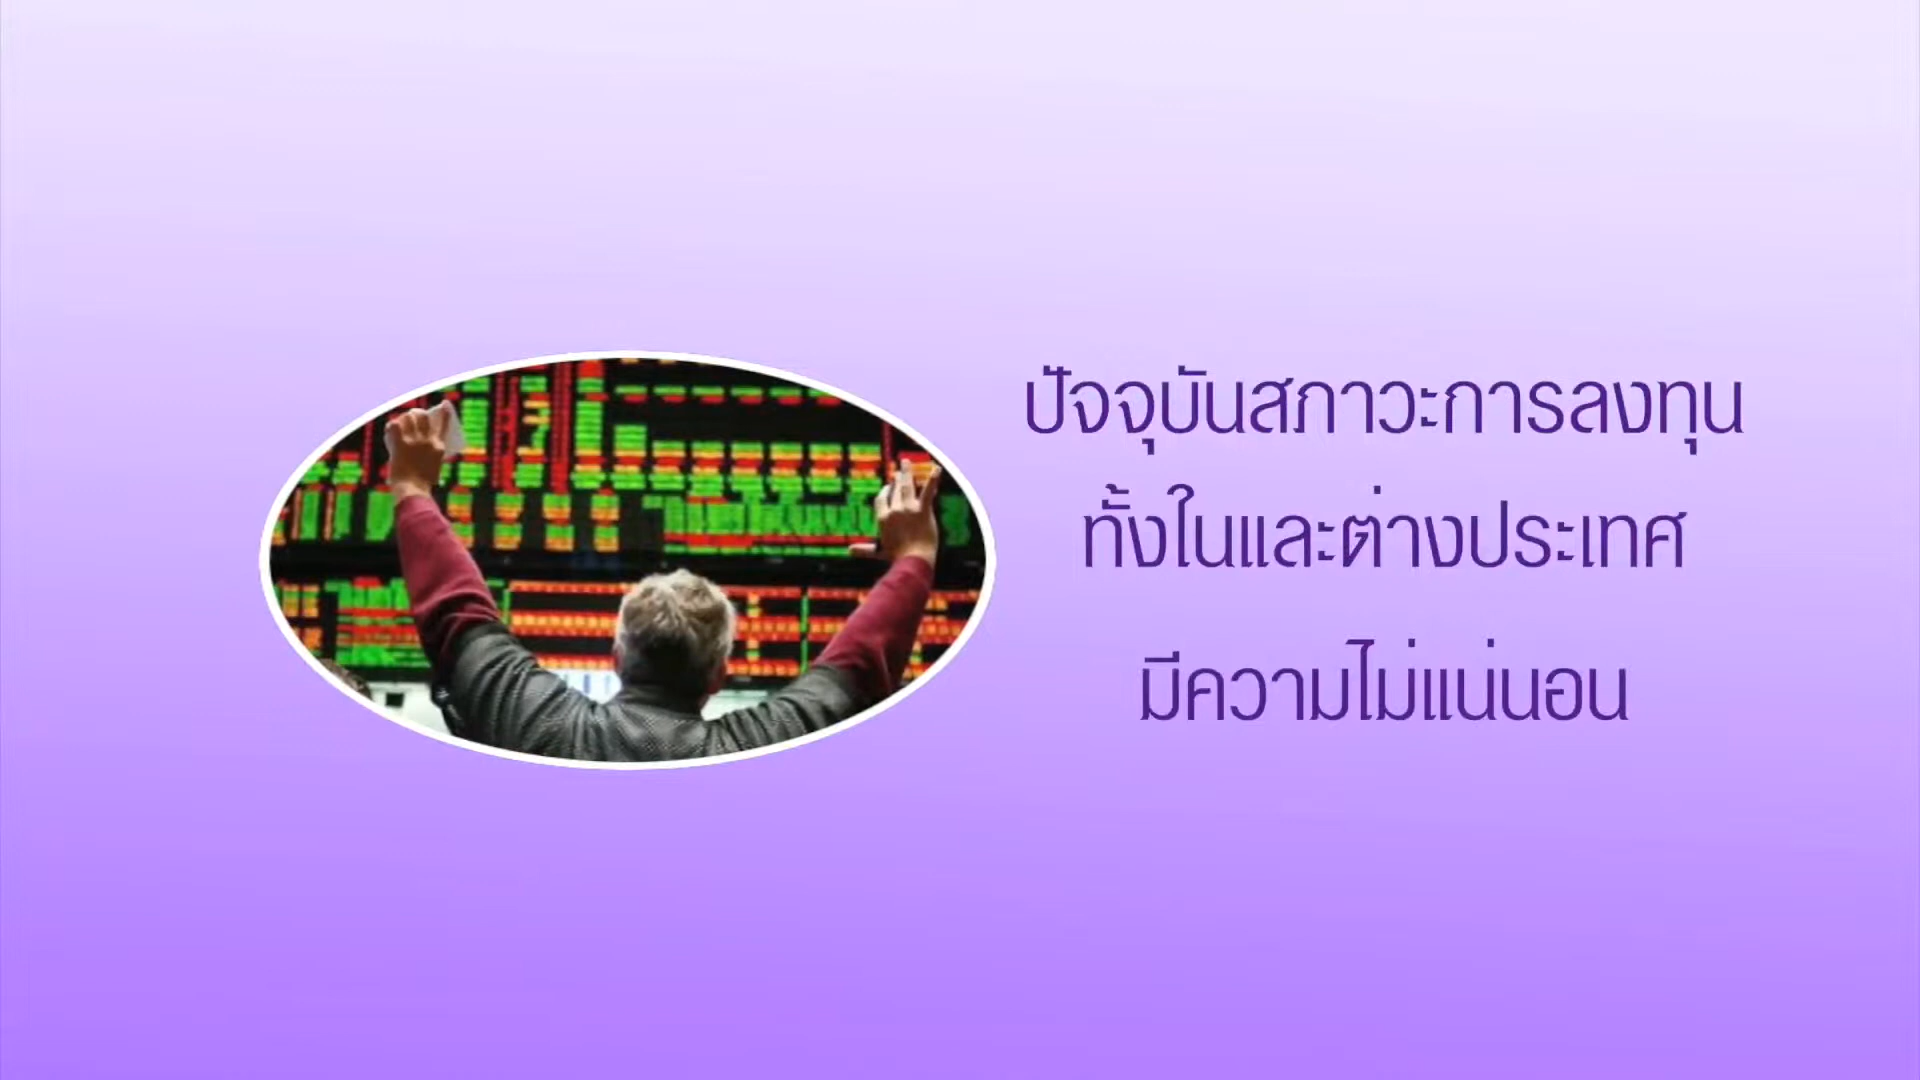 ปัจจุบันสภาวะการลงทุน
ทั้งในและต่างประเทศ
มีความไม่แน่นอน